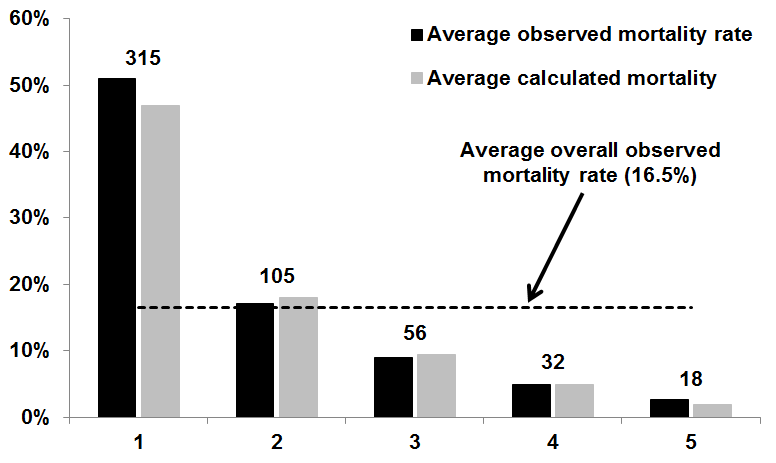 60%
50%
40%
30%
20%
10%
0%
315
105
56
32
18
Average observed mortality rate
Average calculated mortality
Average overall observed
mortality rate (16.5%)
1 2 3 4 5